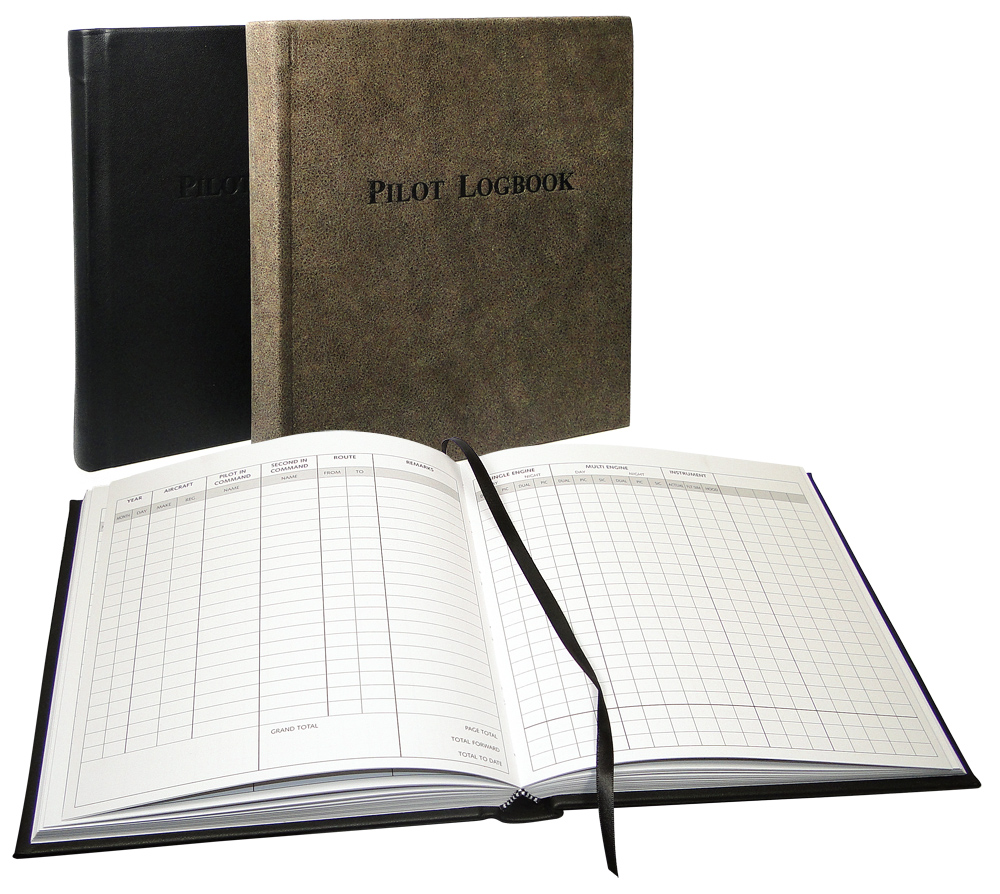 PILOT
PILOT LOGBOOK
YEAR AIRCRAFT PILOT IN COMMAND SECOND IN COMMAND ROUTE REMARKS
MONTH DAY MAKE REG. NAME NAME FROM TO
GRAND TOTAL
PAGE TOTAL
TOTAL FORWARD
TOTAL TO DATE
ENGINE MULTI ENGINE INSTRUMENT
NIGHT DAY NIGHT
PIC DUAL PIC DUAL PIC SIC DUAL PIC SIC ACTUAL